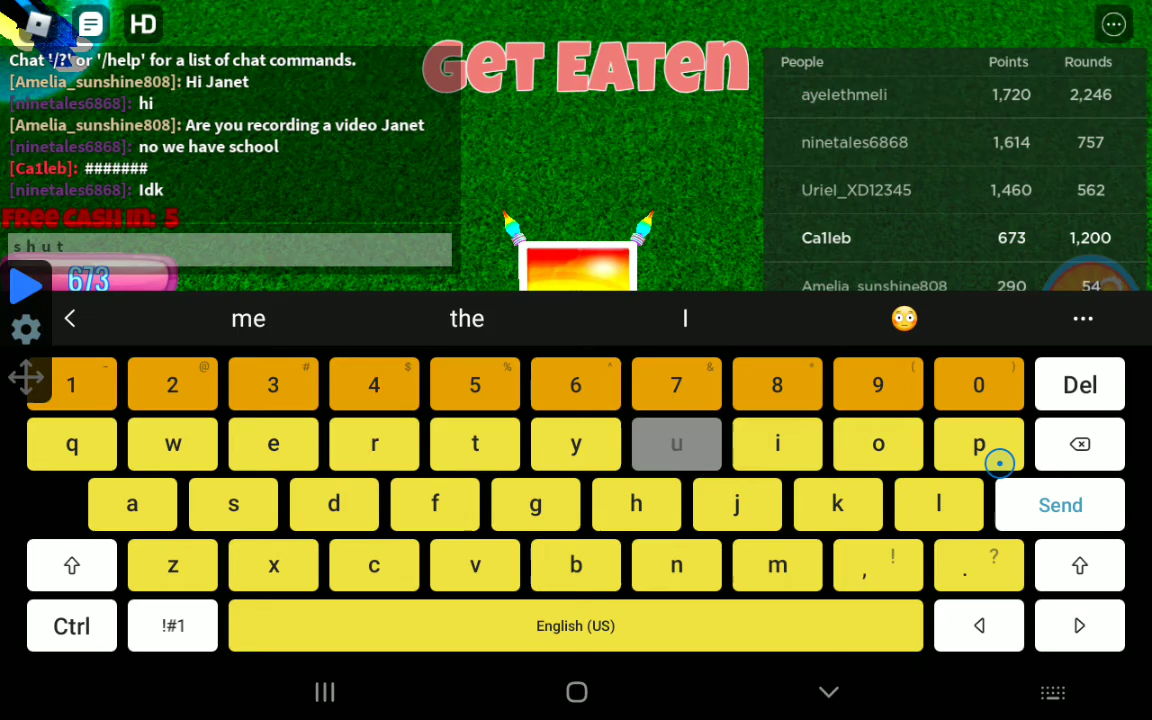 HD
GET EATEN
Chat '/?' or '/help' for a list of chat commands.
[Amelia_sunshine808]: Hi Janet
[ninetales6868]: hi
[Amelia_sunshine808]: Are you recording a video Janet
[ninetales6868]: no we have school
[Ca1leb]: #######
[ninetales6868]: Idk
FREE CASH IN: 5
s h u t
673
People Points Rounds
ayelethmeli 1,720 2,246
ninetales6868 1,614 757
Uriel_XD12345 1,460 562
Ca1leb 673 1,200
Amelia_sunshine808 290 54
me the I 😳 ...
1 - 2 @ 3 # 4 $ 5 % 6 ^ 7 & 8 * 9 ( 0 ) Del
q w e r t y u i o p
a s d f g h j k l Send
z x c v b n m , ! . ?
Ctrl !#1 English (US)